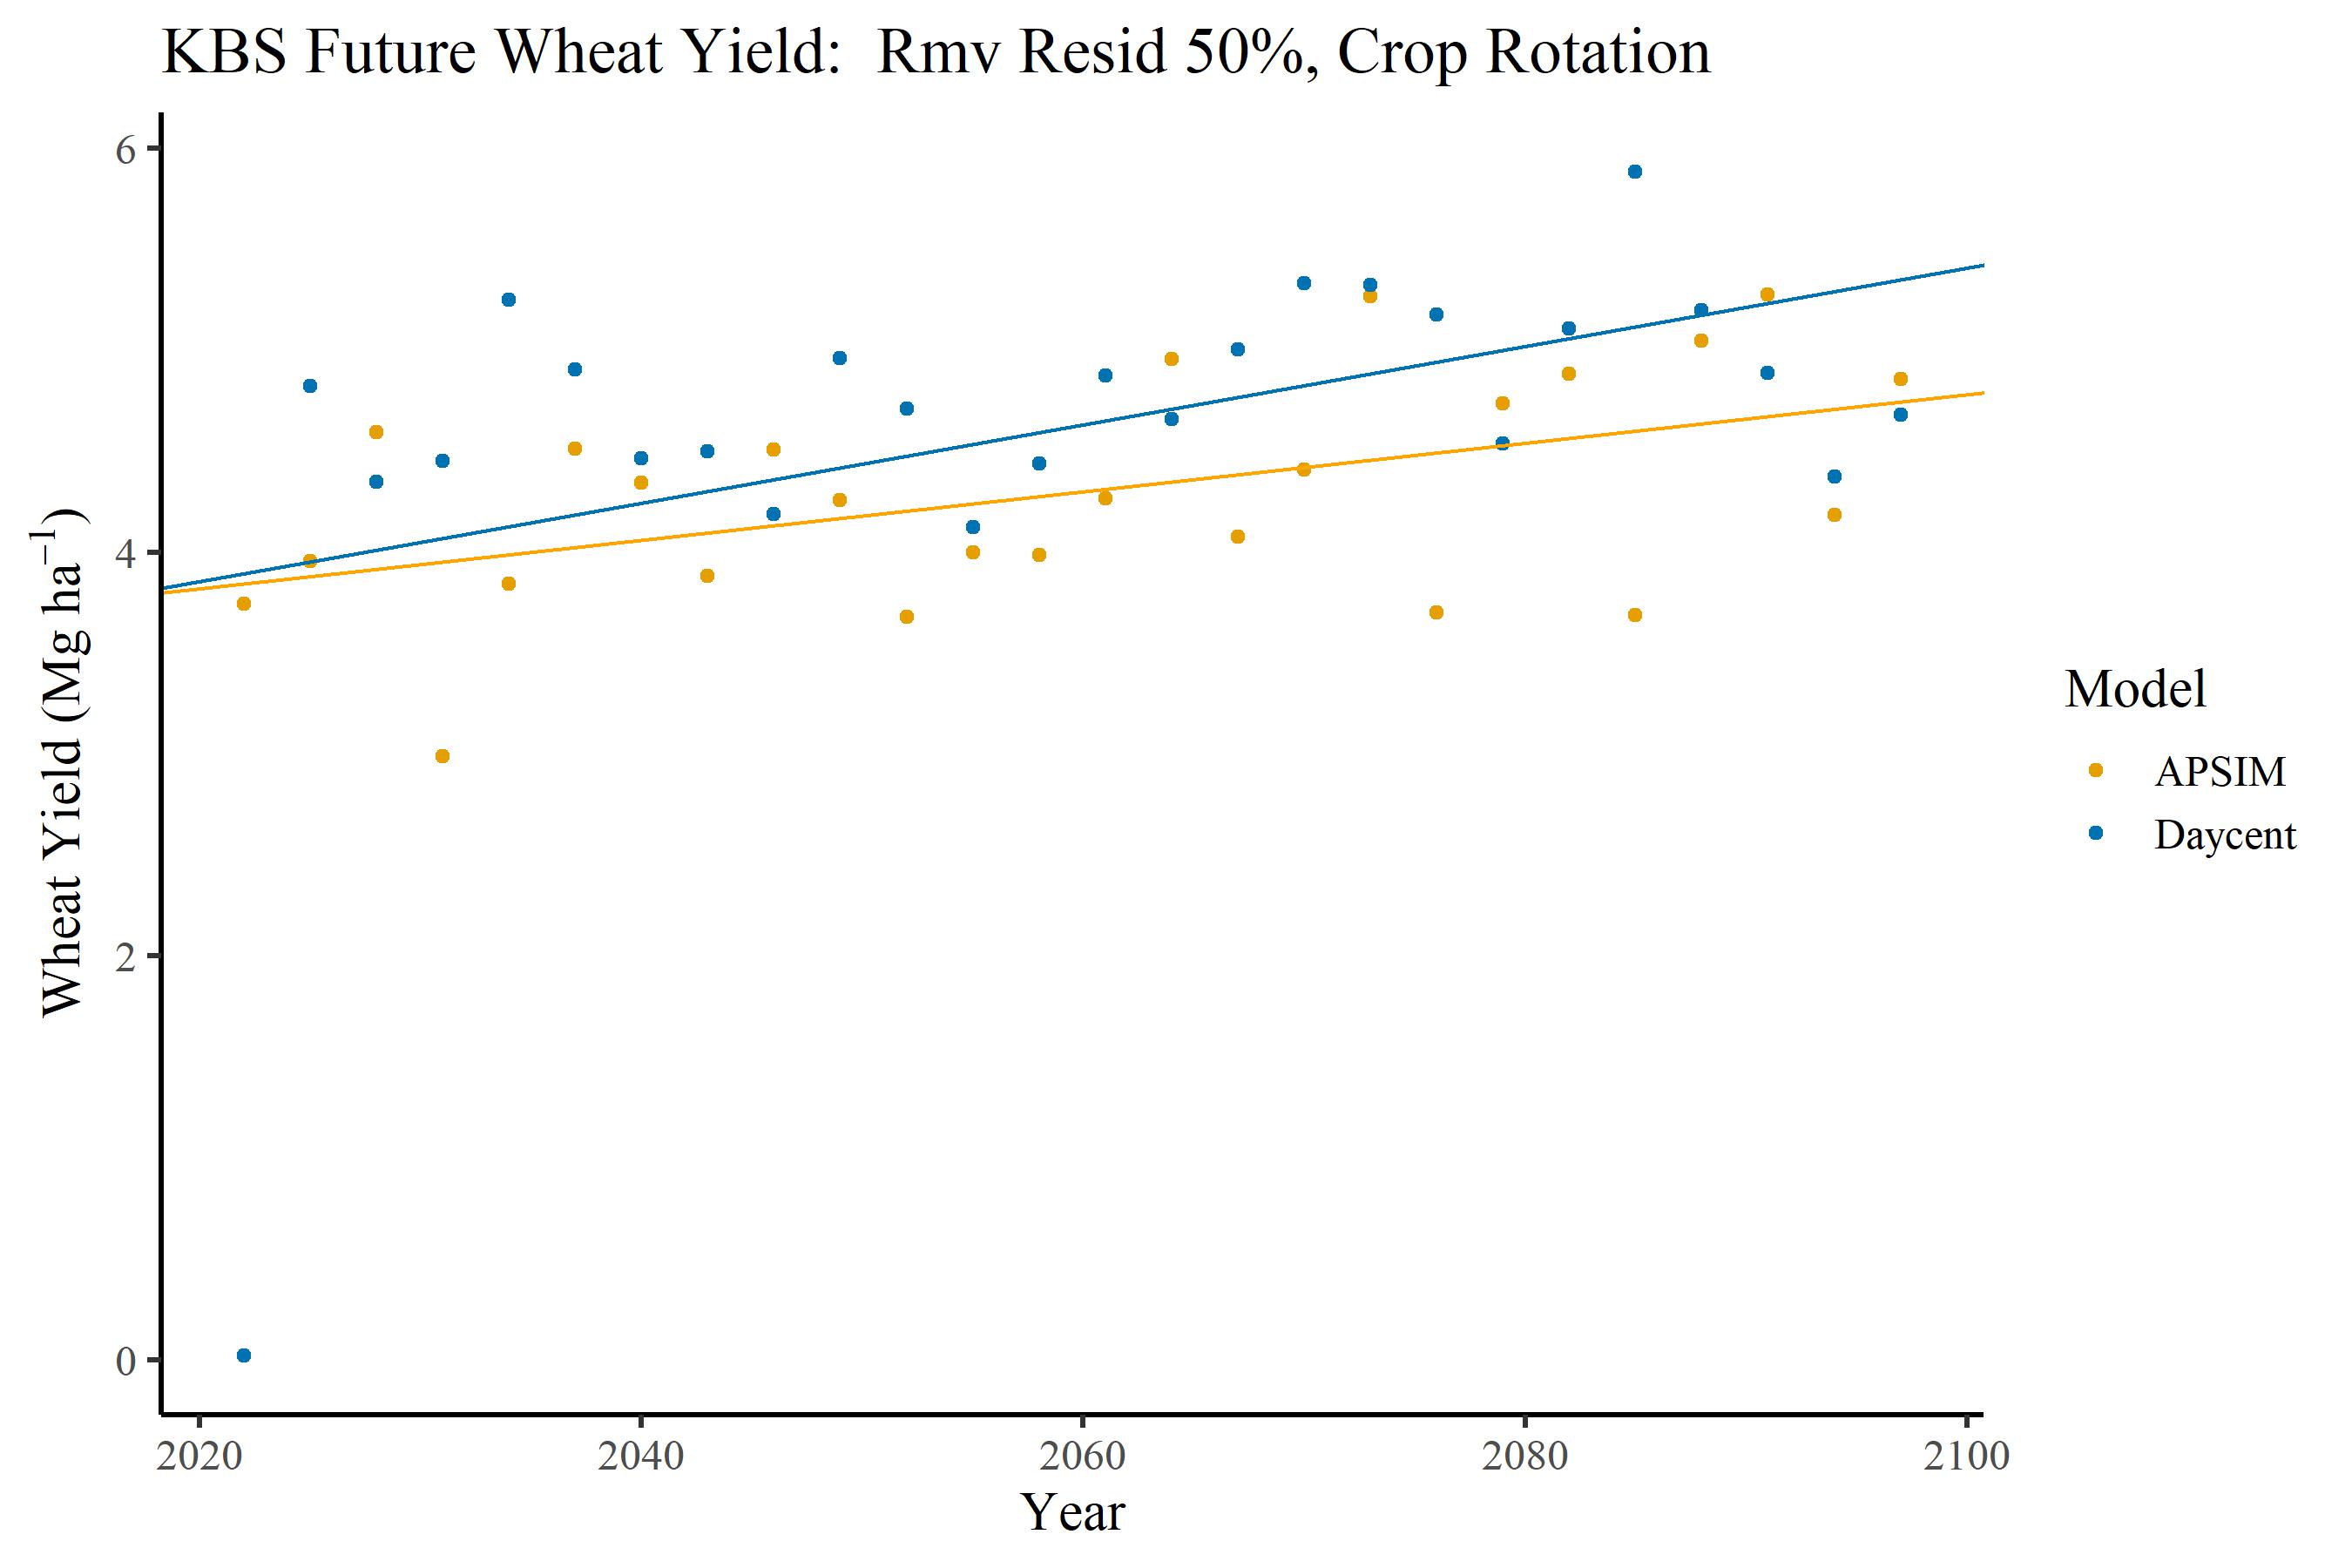 KBS Future Wheat Yield:  Rmv Resid 50%, Crop Rotation
Wheat Yield (Mg ha⁻¹)
6
4
2
0
2020 2040 2060 2080 2100
Year
Model
APSIM
Daycent